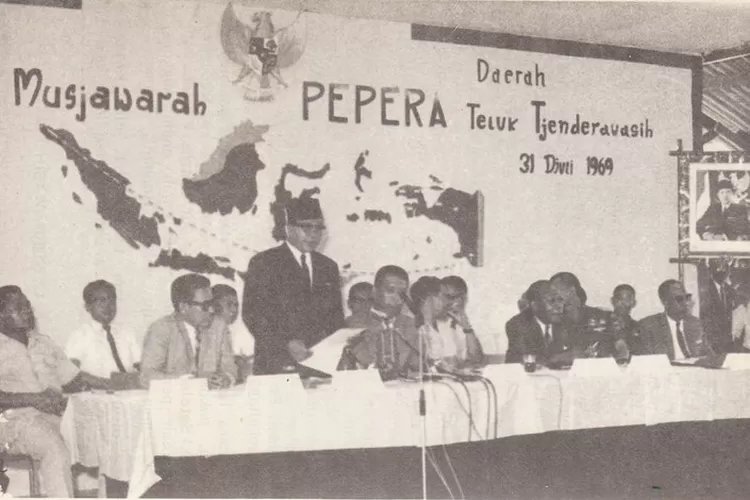 Musjawarah
PEPERA
Daerah
Teluk Tjenderawasih
31 Djuli 1969